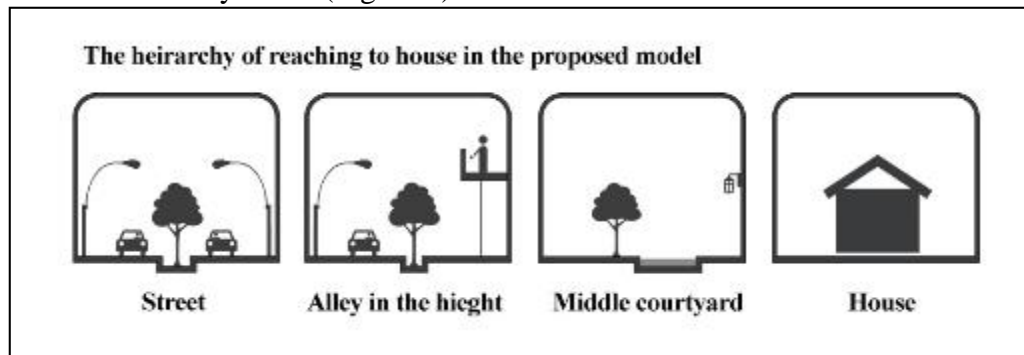 The heirarchy of reaching to house in the proposed model
Street
Alley in the hieght
Middle courtyard
House